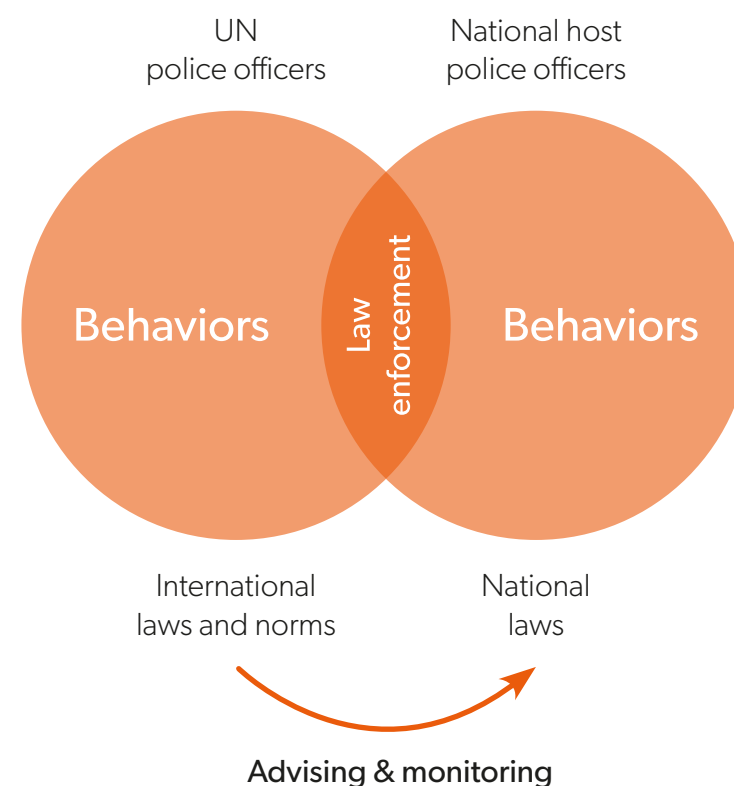 UN
police officers
National host
police officers
Behaviors
Law
enforcement
Behaviors
International
laws and norms
National
laws
Advising & monitoring